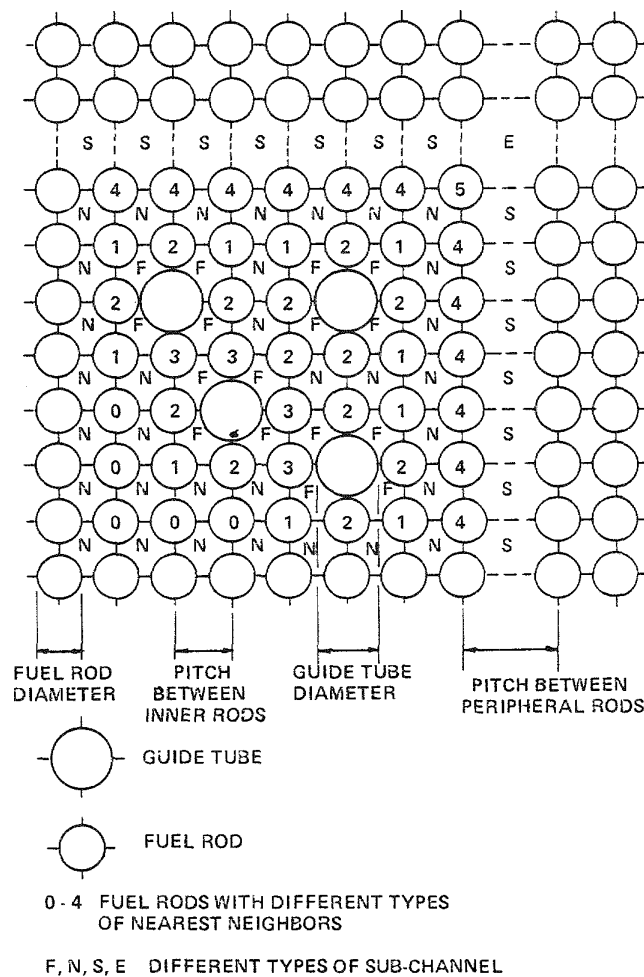 S S S S S S S E
4 4 4 4 4 4 5
N N N N N N N S
1 2 1 1 2 1 4
N F F N F F N S
2 2 2 2 4
N F F N F F N S
1 3 3 2 2 1 4
N N F F N N N S
0 2 3 2 1 4
N N F F F F N S
0 1 2 3 2 4
N N N N F F N S
0 0 0 1 2 1 4
N N N N N N N S
FUEL ROD
DIAMETER
PITCH
BETWEEN
INNER RODS
GUIDE TUBE
DIAMETER
PITCH BETWEEN
PERIPHERAL RODS
GUIDE TUBE
FUEL ROD
0 - 4 FUEL RODS WITH DIFFERENT TYPES
OF NEAREST NEIGHBORS
F, N, S, E DIFFERENT TYPES OF SUB-CHANNEL